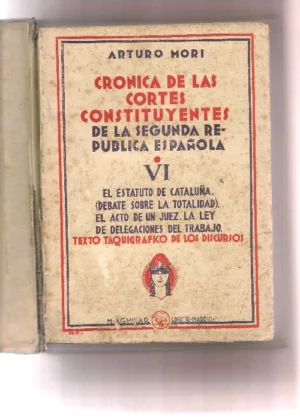 ARTURO MORI
CRONICA DE LAS
CORTES
CONSTITUYENTES
DE LA SEGUNDA RE-
PUBLICA ESPAÑOLA
VI
EL ESTATUTO DE CATALUÑA.
(DEBATE SOBRE LA TOTALIDAD).
EL ACTO DE UN JUEZ. LA LEY
DE DELEGACIONES DEL TRABAJO.
TEXTO TAQUIGRAFICO DE LOS DISCURSOS
M. AGUILAR
MADRID